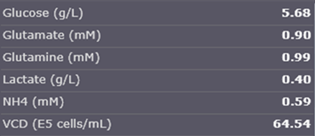 Glucose (g/L) 5.68
Glutamate (mM) 0.90
Glutamine (mM) 0.99
Lactate (g/L) 0.40
NH4 (mM) 0.59
VCD (E5 cells/mL) 64.54